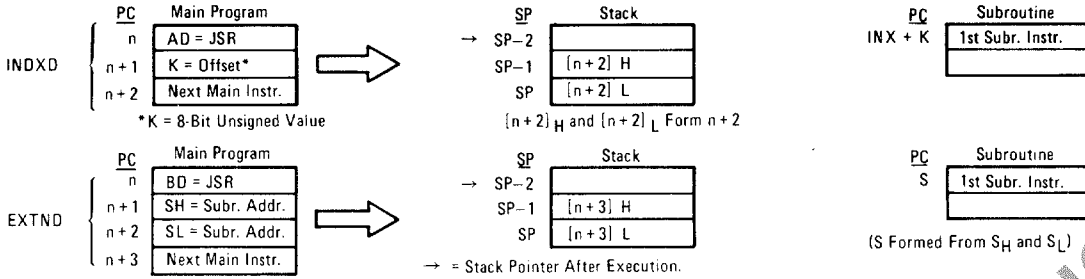 INDXD
PC Main Program
n AD = JSR
n + 1 K = Offset*
n + 2 Next Main Instr.
*K = 8-Bit Unsigned Value
SP Stack
→ SP–2
SP–1 [n + 2] H
SP [n + 2] L
[n + 2] H and [n + 2] L Form n + 2
PC Subroutine
INX + K 1st Subr. Instr.
EXTND
PC Main Program
n BD = JSR
n + 1 SH = Subr. Addr.
n + 2 SL = Subr. Addr.
n + 3 Next Main Instr.
SP Stack
→ SP–2
SP–1 [n + 3] H
SP [n + 3] L
→ = Stack Pointer After Execution.
PC Subroutine
S 1st Subr. Instr.
(S Formed From SH and SL)